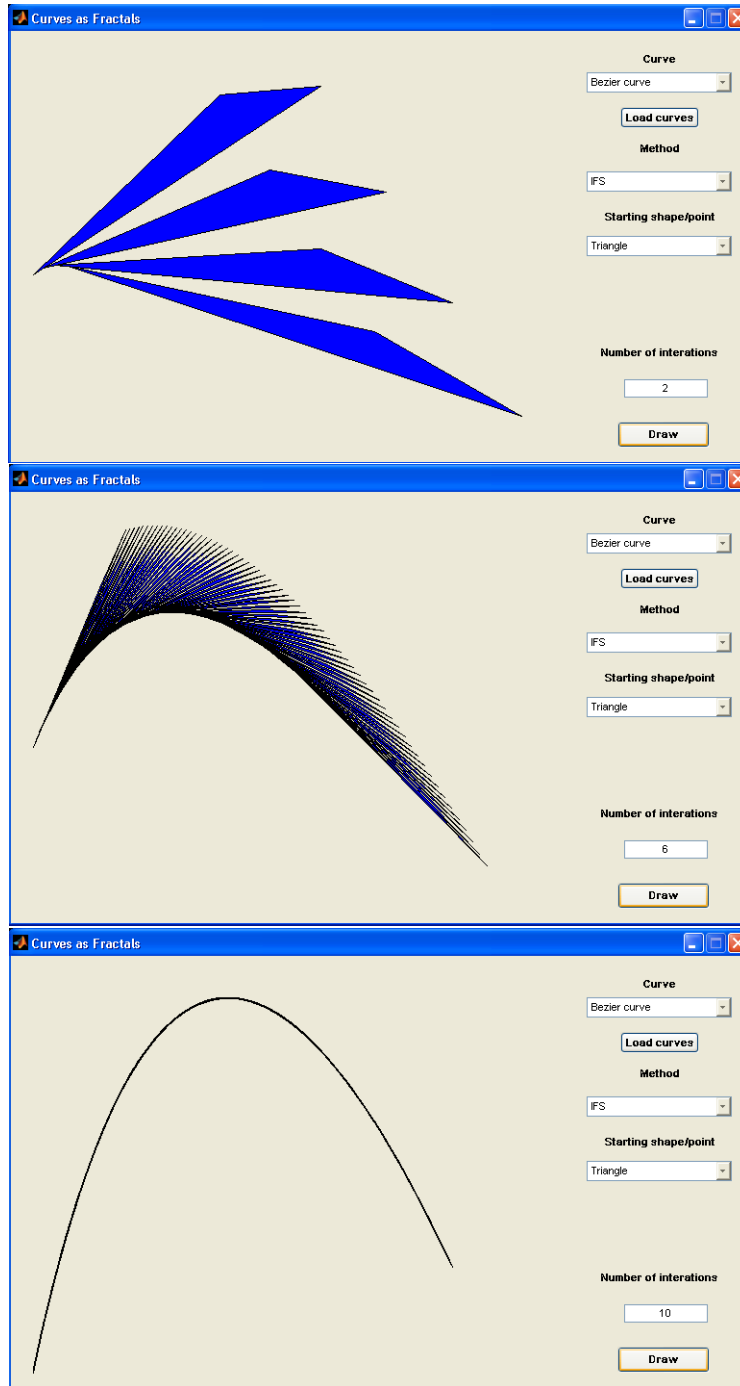 Curves as Fractals
Curve
Bezier curve
Load curves
Method
IFS
Starting shape/point
Triangle
Number of interations
2
Draw
Curves as Fractals
Curve
Bezier curve
Load curves
Method
IFS
Starting shape/point
Triangle
Number of interations
6
Draw
Curves as Fractals
Curve
Bezier curve
Load curves
Method
IFS
Starting shape/point
Triangle
Number of interations
10
Draw